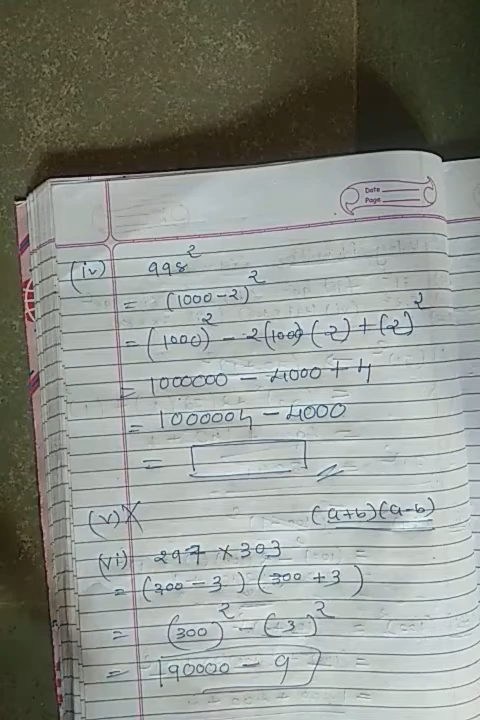 Date
Page
(iv) 998²
= (1000-2)²
= (1000)² - 2(1000)(2) + (2)²
= 1000000 - 4000 + 4
= 1000004 - 4000
=
(v) X (a+b)(a-b)
(vi) 297 × 303
= (300 - 3) (300 + 3)
= (300)² - (3)²
= 90000 - 9